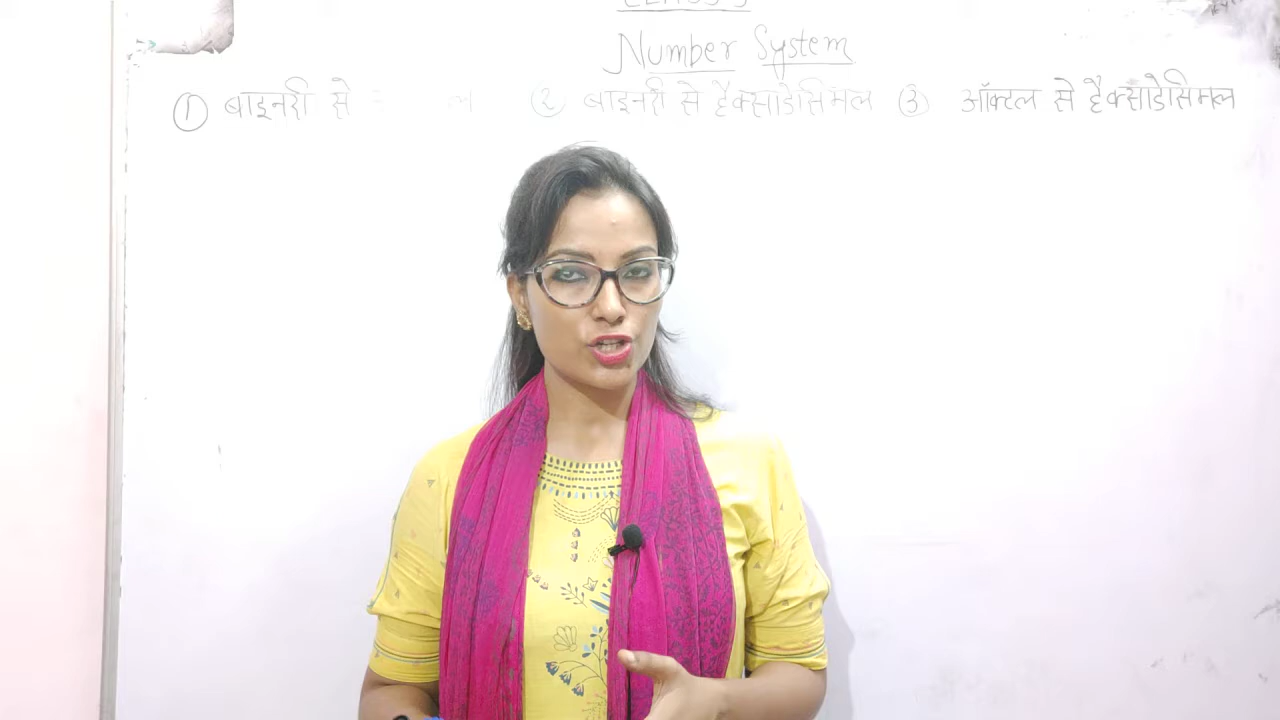 Number System
① बाइनरी से ② बाइनरी से हैक्साडेसिमल ③ ऑक्टल से हैक्साडेसिमल